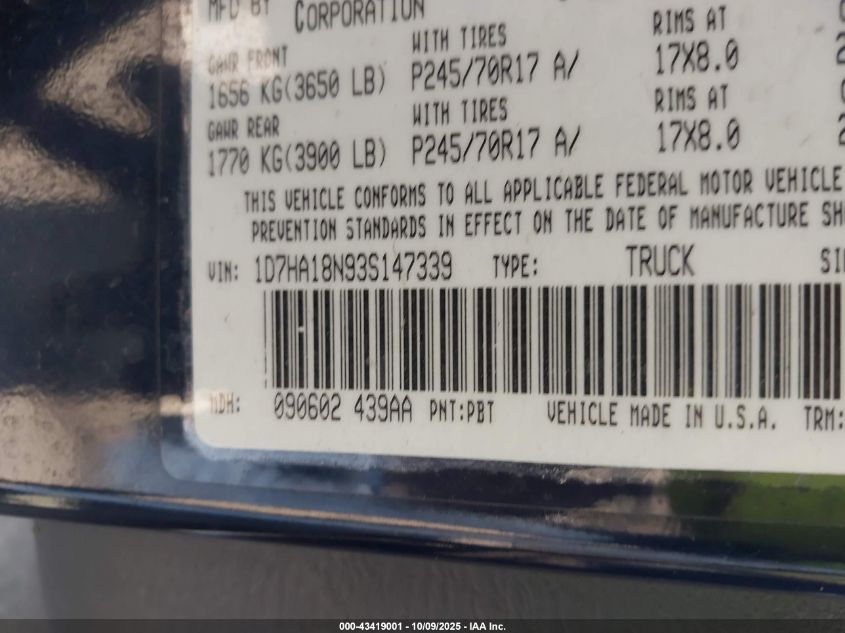 MFD BY CORPORATION
GAWR FRONT WITH TIRES RIMS AT
1656 KG(3650 LB) P245/70R17 A/ 17X8.0
GAWR REAR WITH TIRES RIMS AT
1770 KG(3900 LB) P245/70R17 A/ 17X8.0
THIS VEHICLE CONFORMS TO ALL APPLICABLE FEDERAL MOTOR VEHICLE
PREVENTION STANDARDS IN EFFECT ON THE DATE OF MANUFACTURE
VIN: 1D7HA18N93S147339 TYPE: TRUCK
MDH: 090602 439AA PNT:PBT VEHICLE MADE IN U.S.A. TRM:
000-43419001 - 10/09/2025 - IAA Inc.